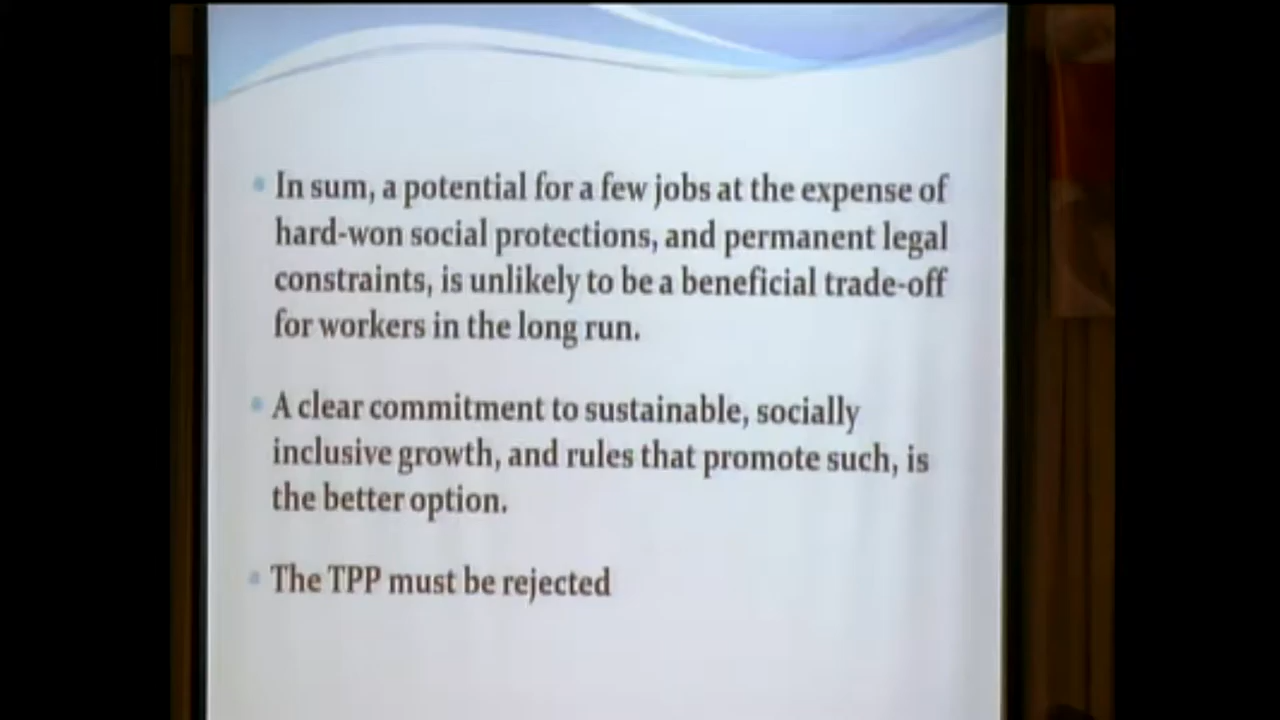 In sum, a potential for a few jobs at the expense of
hard-won social protections, and permanent legal
constraints, is unlikely to be a beneficial trade-off
for workers in the long run.
A clear commitment to sustainable, socially
inclusive growth, and rules that promote such, is
the better option.
The TPP must be rejected